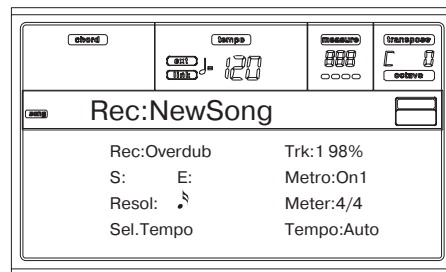 chord tempo measure transpose
ext link ♩= 120 888 C 0 octave
song Rec:NewSong
Rec:Overdub Trk:1 98%
S: E: Metro:On1
Resol: Meter:4/4
Sel.Tempo Tempo:Auto